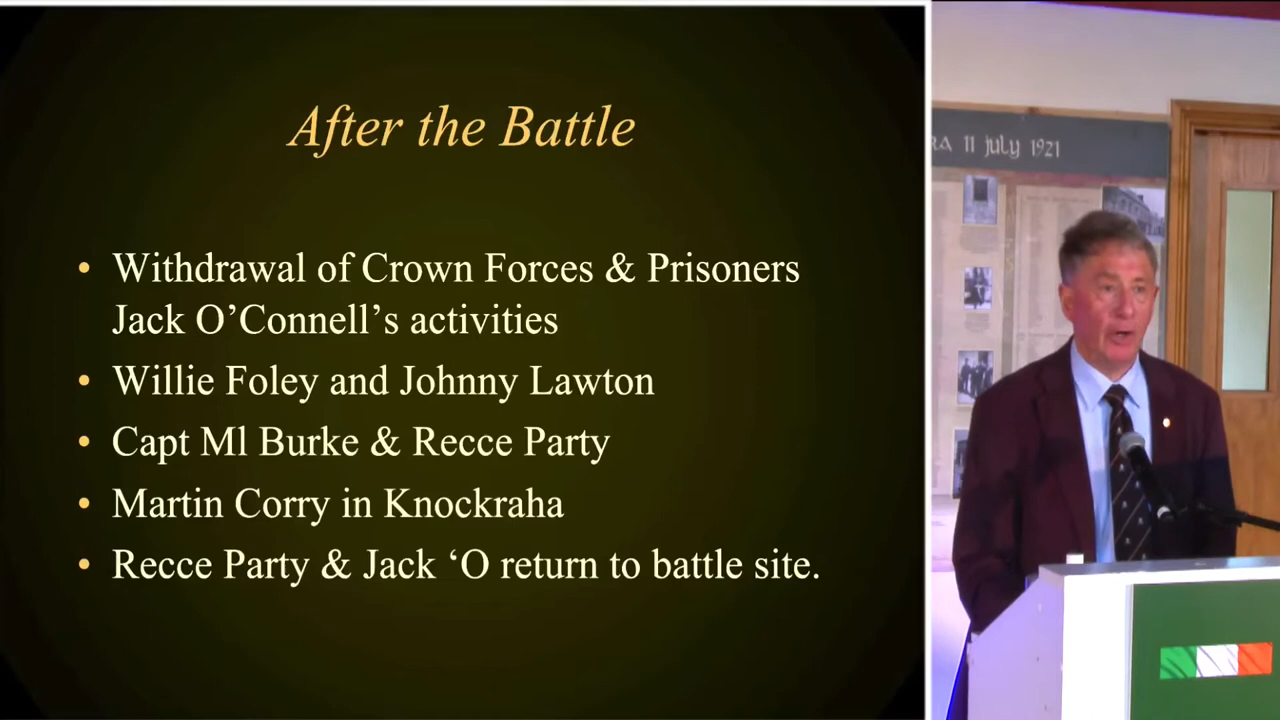 After the Battle
• Withdrawal of Crown Forces & Prisoners
Jack O’Connell’s activities
• Willie Foley and Johnny Lawton
• Capt Ml Burke & Recce Party
• Martin Corry in Knockraha
• Recce Party & Jack ‘O return to battle site.
11 july 1921